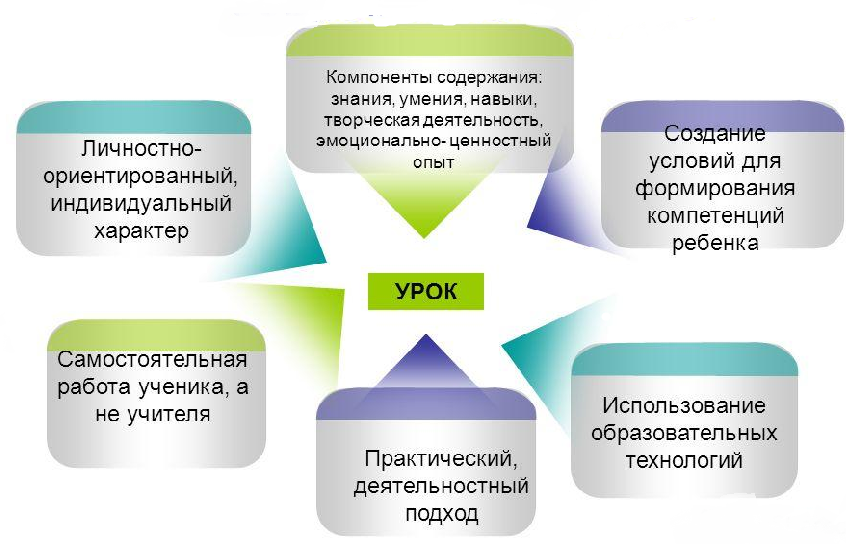 Компоненты содержания:
знания, умения, навыки,
творческая деятельность,
эмоционально- ценностный
опыт
Личностно-
ориентированный,
индивидуальный
характер
Создание
условий для
формирования
компетенций
ребенка
УРОК
Самостоятельная
работа ученика, а
не учителя
Практический,
деятельностный
подход
Использование
образовательных
технологий